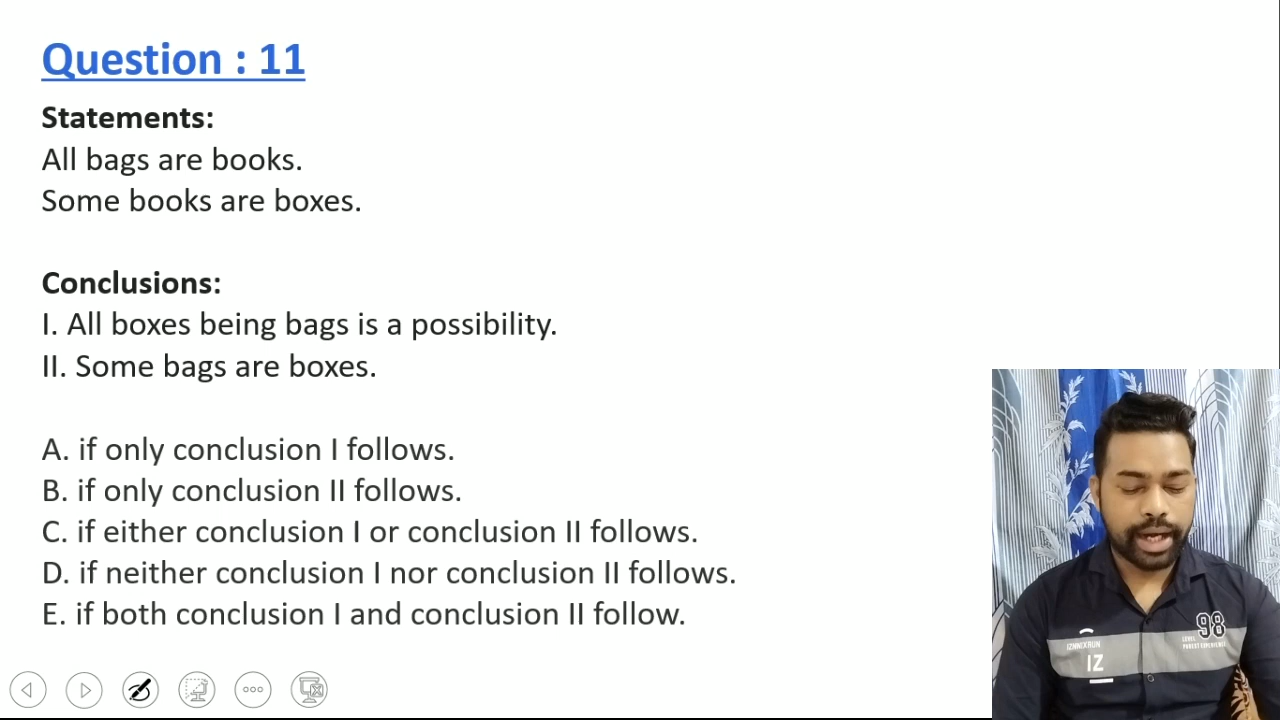 Question : 11
Statements:
All bags are books.
Some books are boxes.
Conclusions:
I. All boxes being bags is a possibility.
II. Some bags are boxes.
A. if only conclusion I follows.
B. if only conclusion II follows.
C. if either conclusion I or conclusion II follows.
D. if neither conclusion I nor conclusion II follows.
E. if both conclusion I and conclusion II follow.
98
IZ